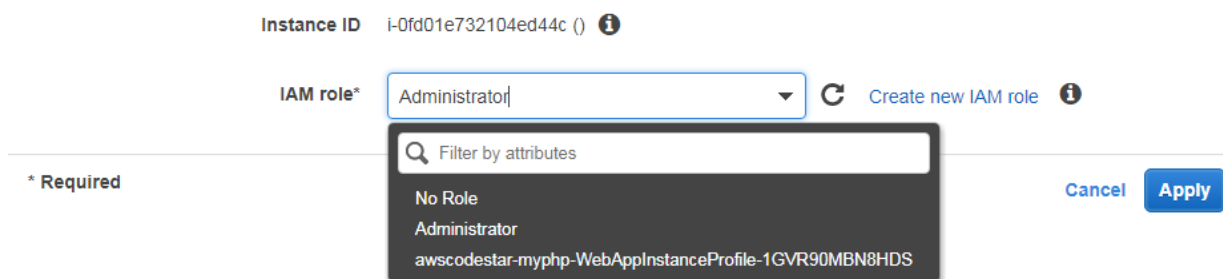 Instance ID i-0fd01e732104ed44c ()
IAM role* Administrator Create new IAM role
Filter by attributes
* Required
No Role
Cancel Apply
Administrator
awscodestar-myphp-WebAppInstanceProfile-1GVR90MBN8HDS